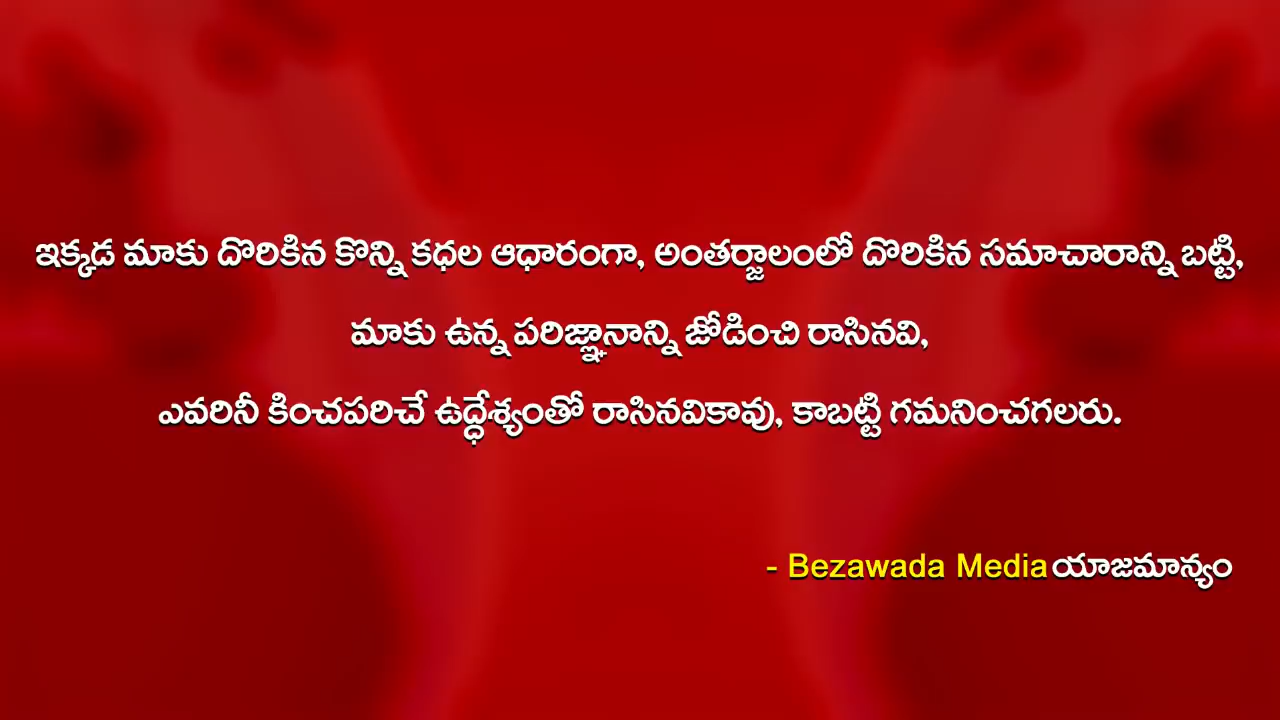 ఇక్కడ మాకు దొరికిన కొన్ని కధల ఆధారంగా, అంతర్జాలంలో దొరికిన సమాచారాన్ని బట్టి,
మాకు ఉన్న పరిజ్ఞానాన్ని జోడించి రాసినవి,
ఎవరినీ కించపరిచే ఉద్ధేశ్యంతో రాసినవికావు, కాబట్టి గమనించగలరు.
- Bezawada Media యాజమాన్యం